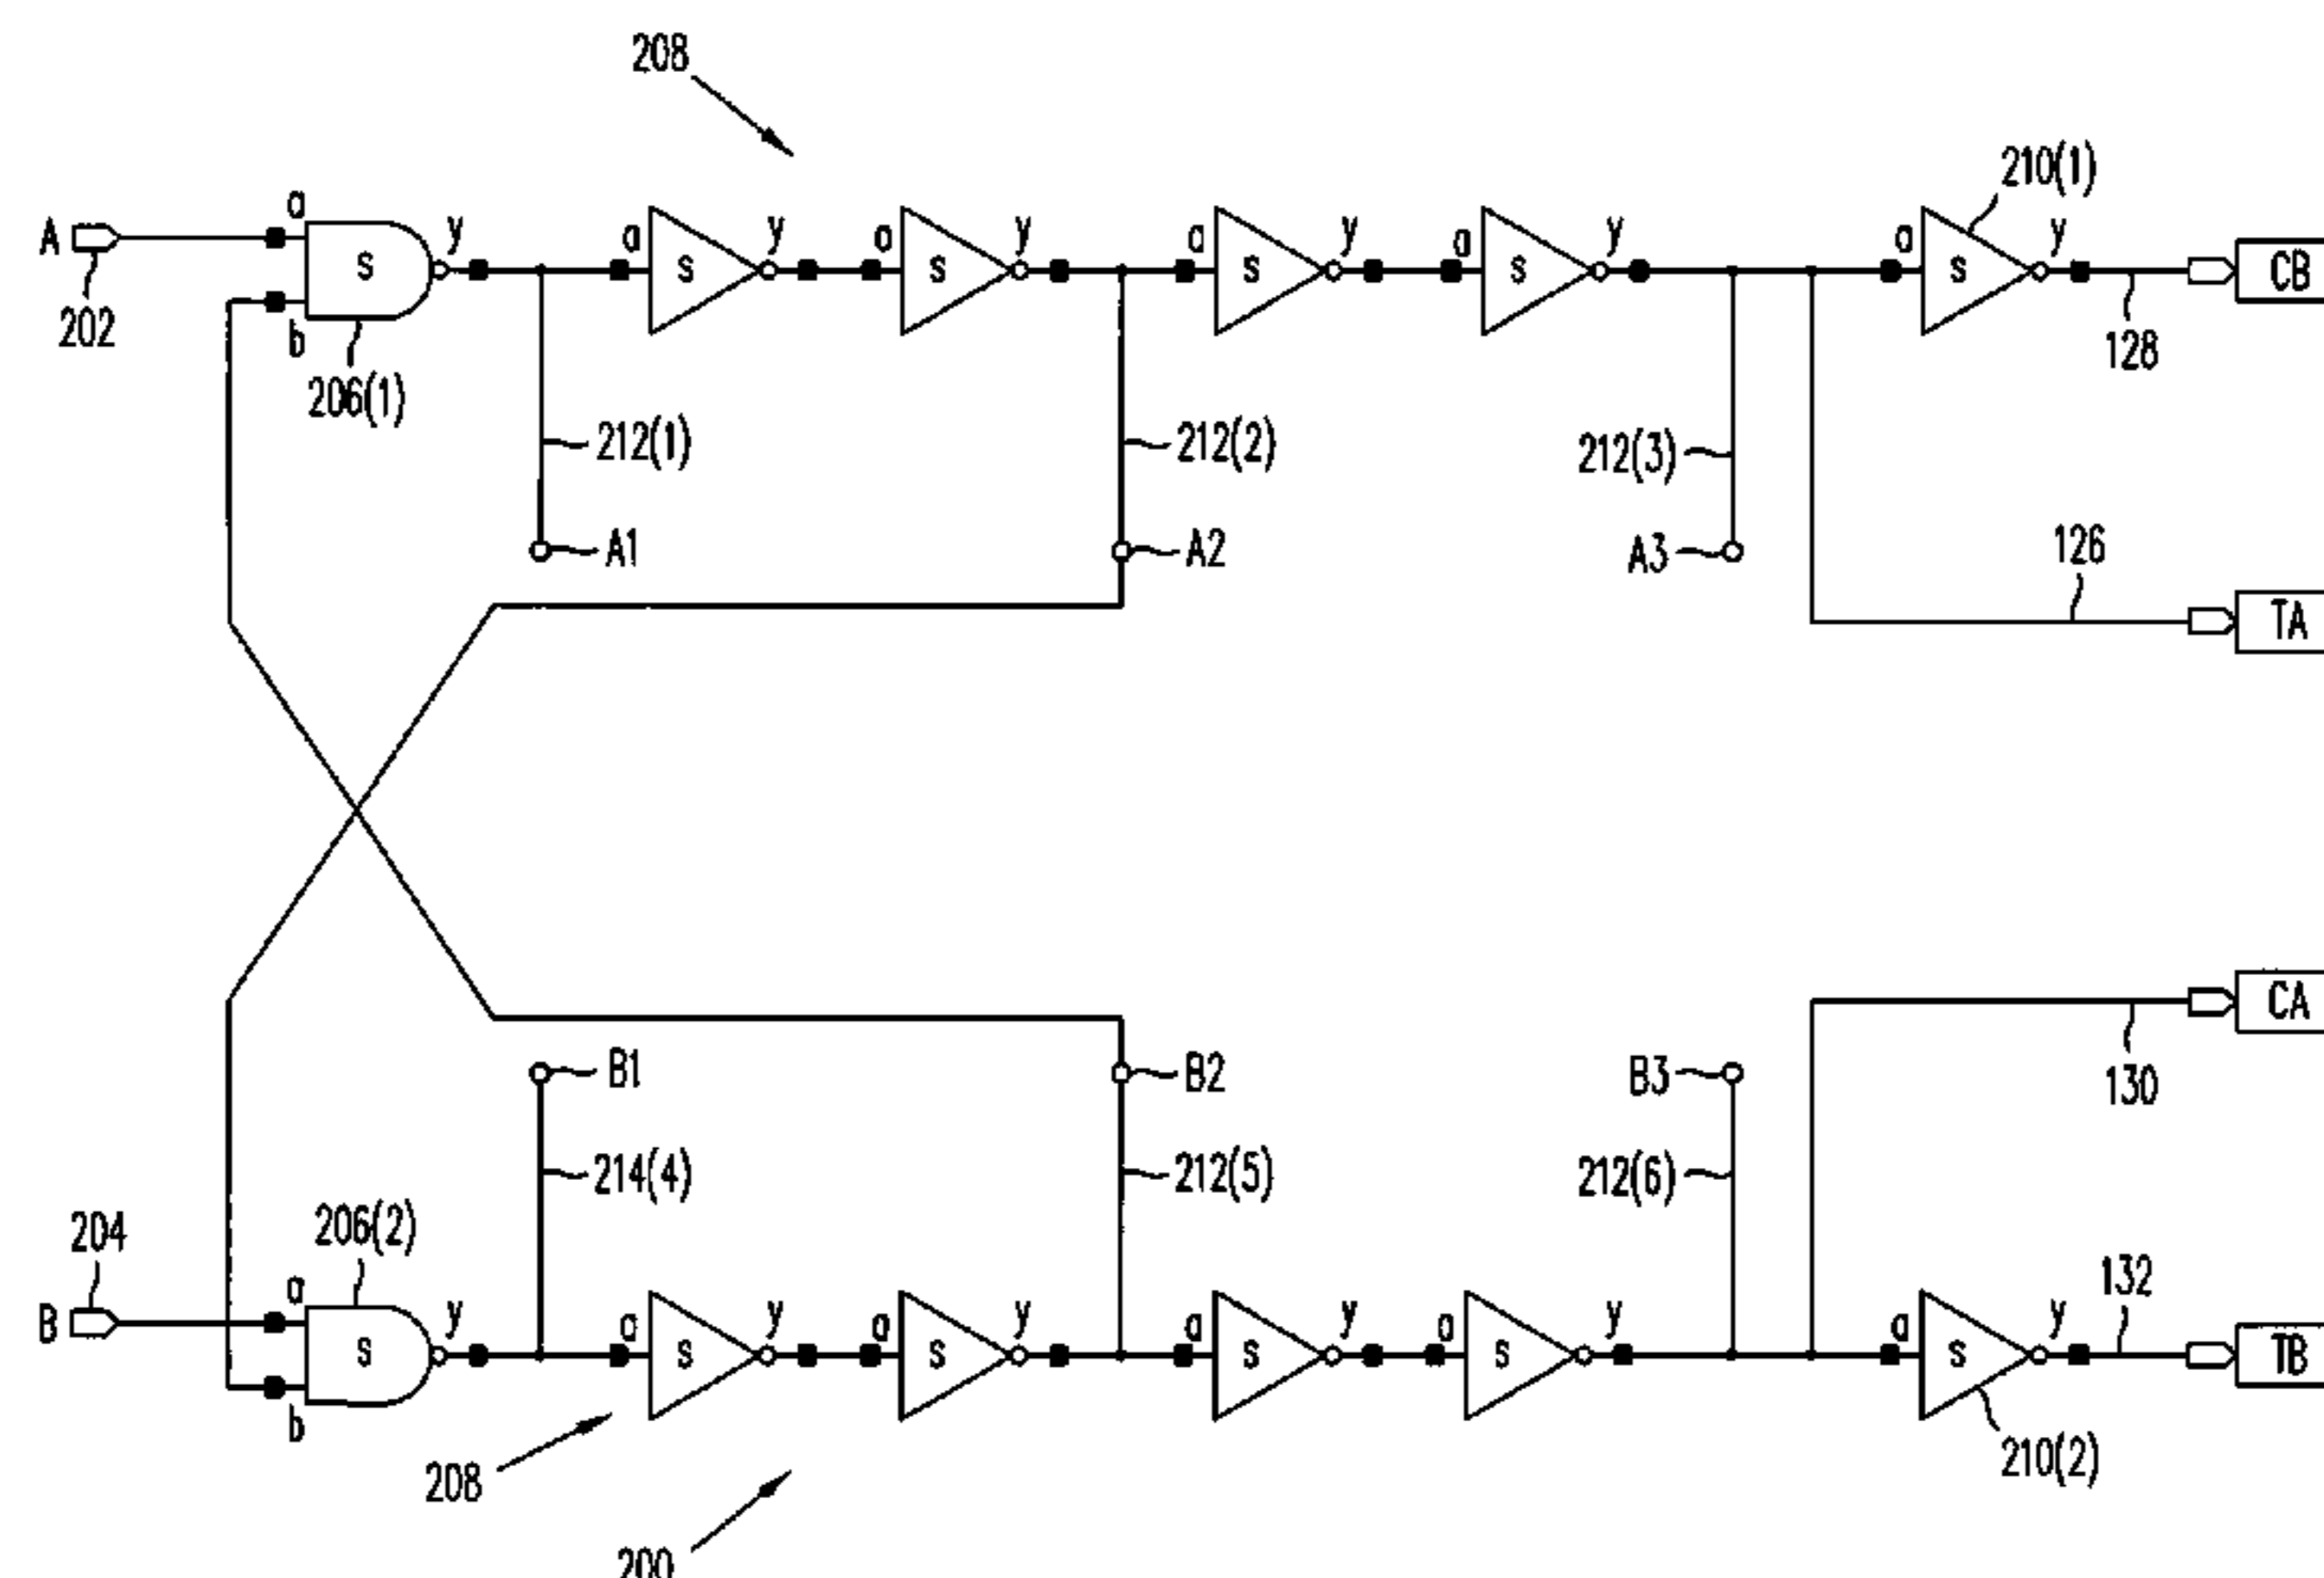 208
210(1)
A a y a y a y a y a y a y
S S S S S S CB
202 b 128
206(1)
212(1) 212(2) 212(3)
A1 A2 A3 126
TA
CA
B1 B2 B3 130
214(4) 212(5) 212(6)
204 206(2) 132
B a y a y a y a y a y a y
S S S S S S TB
b 210(2)
208
200